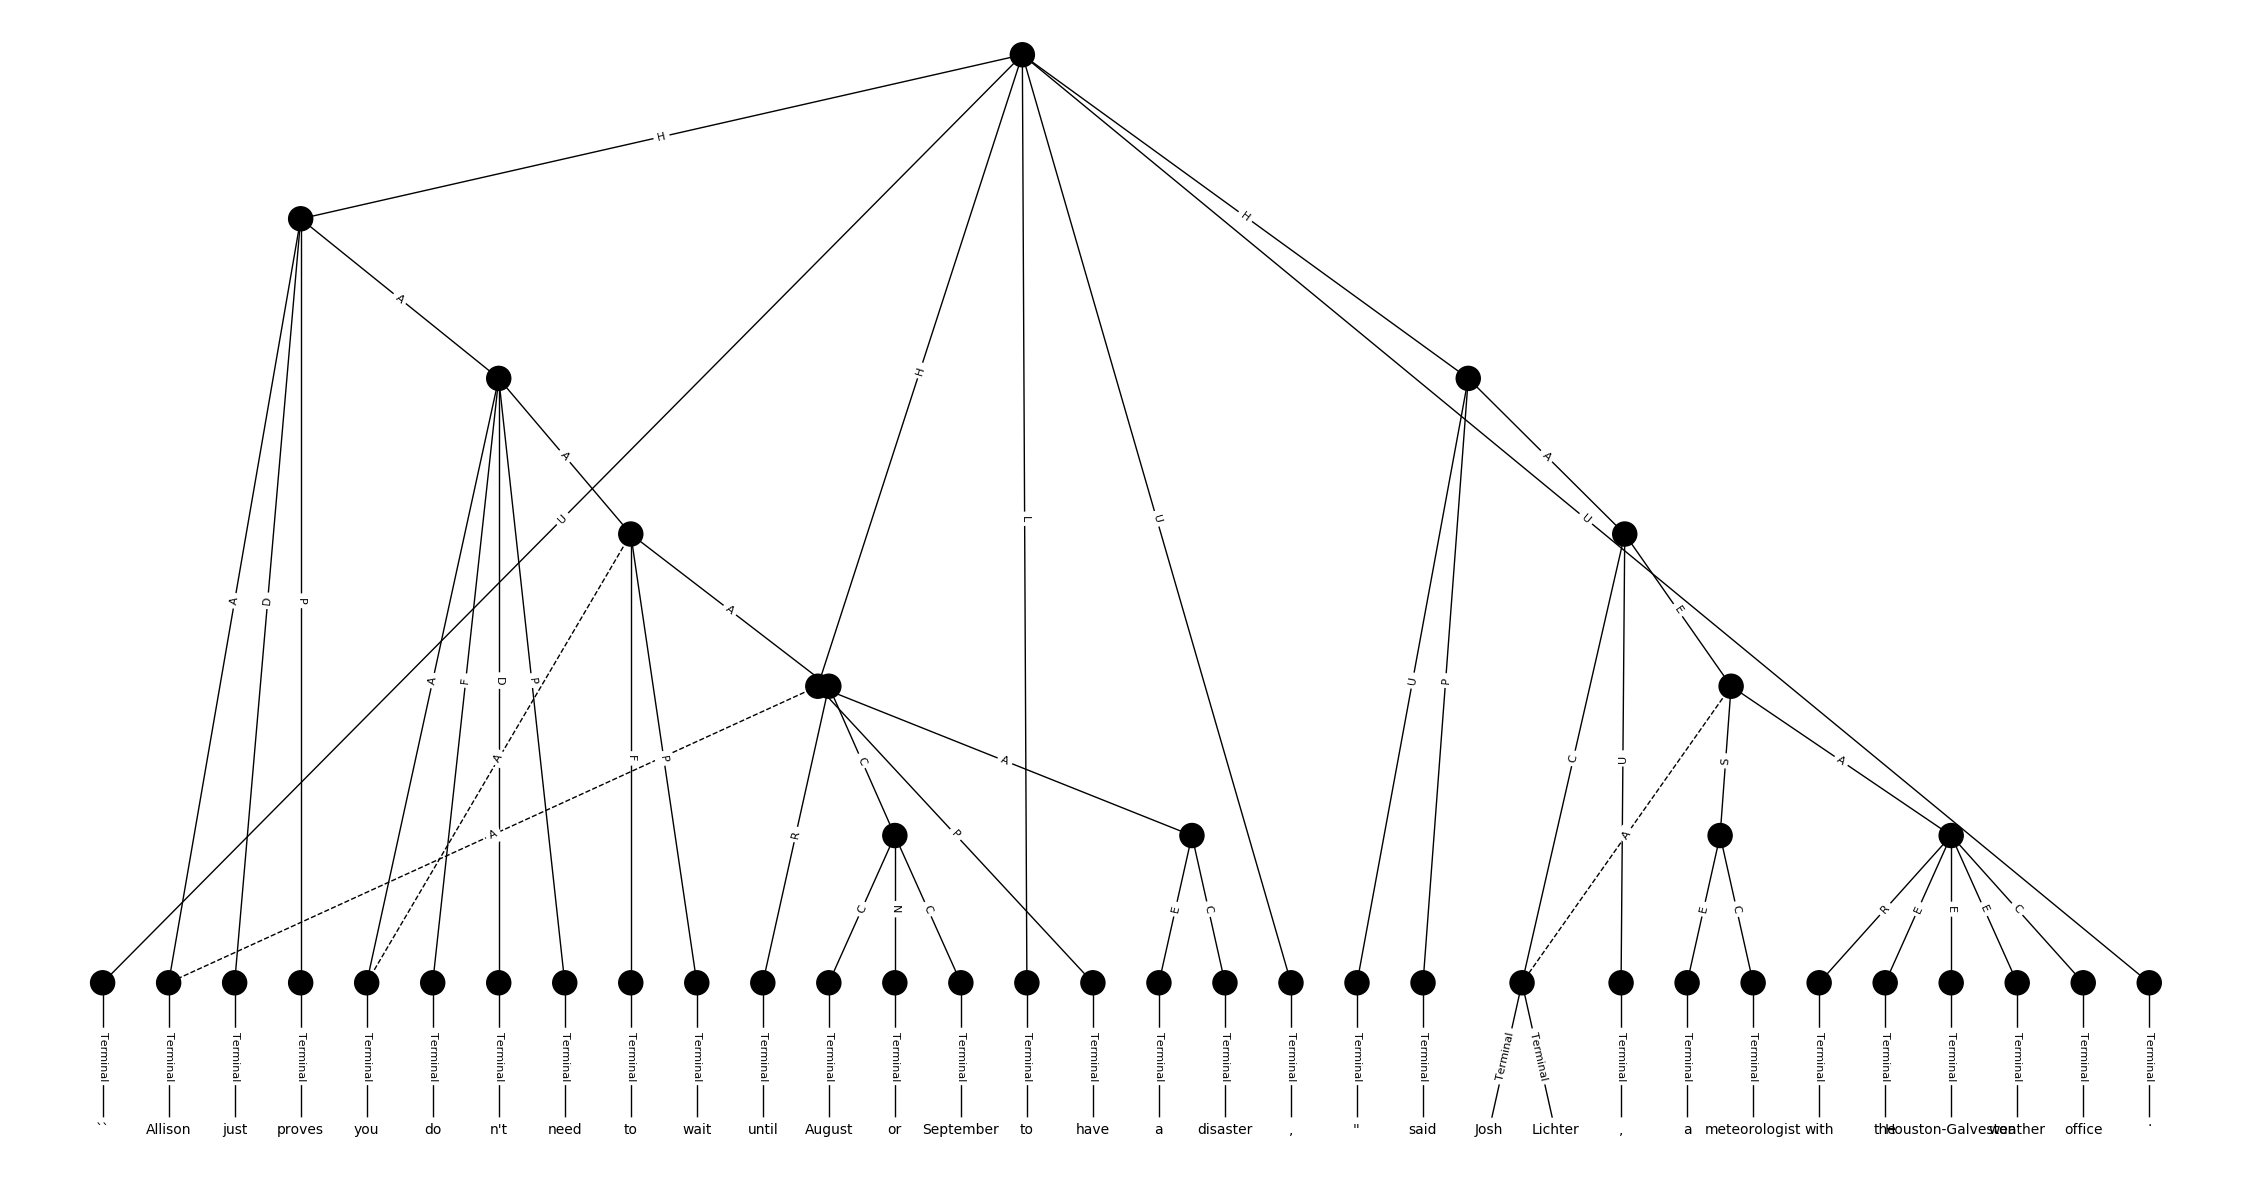 H
H
A
H
A
A
U
L
U
U
A
D
P
A
E
A
F
D
P
U
P
A
F
P
C
A
C
U
S
A
A
R
P
A
C
N
C
E
C
E
C
R
E
E
E
C
Terminal Terminal Terminal Terminal Terminal Terminal Terminal Terminal Terminal Terminal Terminal Terminal Terminal Terminal Terminal Terminal Terminal Terminal Terminal Terminal Terminal Terminal Terminal Terminal Terminal Terminal Terminal Terminal Terminal Terminal Terminal Terminal
`` Allison just proves you do n't need to wait until August or September to have a disaster , " said Josh Lichter , a meteorologist with the Houston-Galveston weather office .